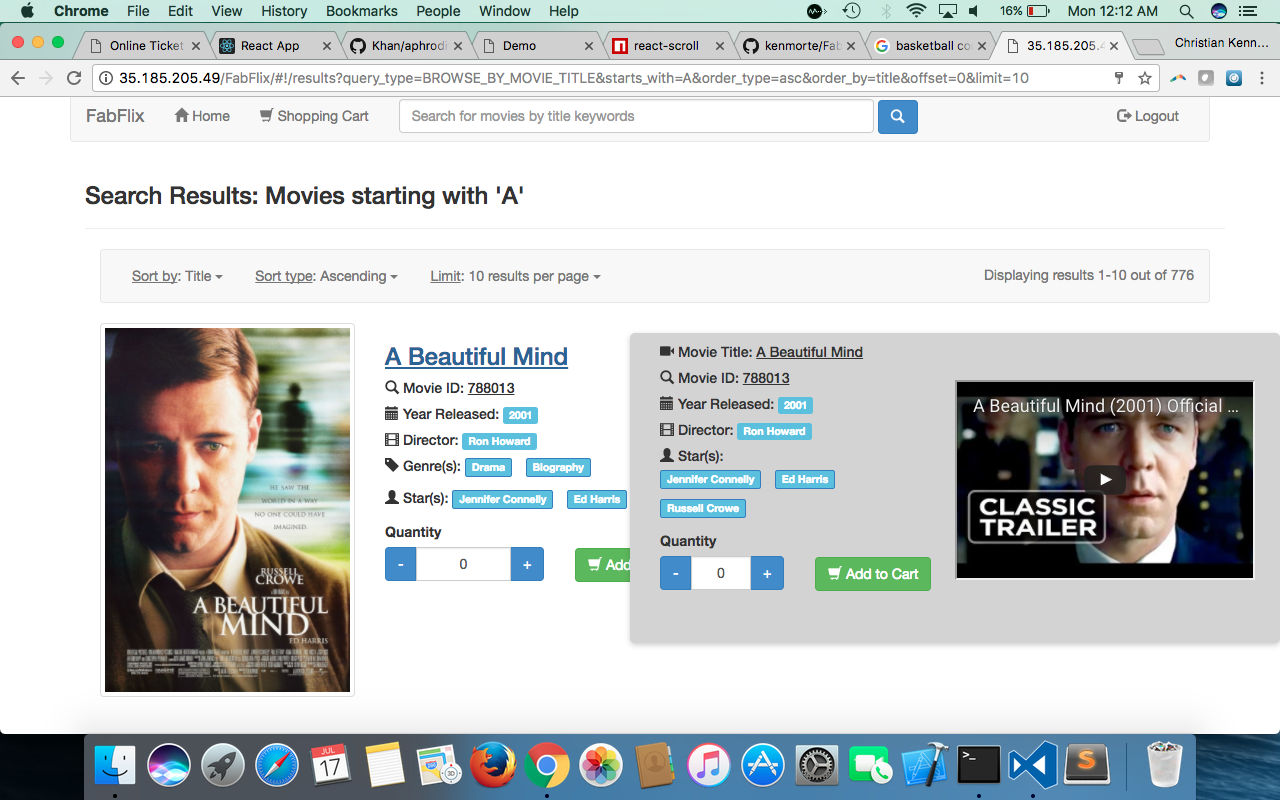 Chrome File Edit View History Bookmarks People Window Help 16% Mon 12:12 AM
Online Ticket React App Khan/aphrodi Demo react-scroll kenmorte/Fab basketball co 35.185.205.4 Christian Kenn...
35.185.205.49/FabFlix/#!/results?query_type=BROWSE_BY_MOVIE_TITLE&starts_with=A&order_type=asc&order_by=title&offset=0&limit=10
FabFlix Home Shopping Cart Search for movies by title keywords Logout
Search Results: Movies starting with 'A'
Sort by: Title Sort type: Ascending Limit: 10 results per page Displaying results 1-10 out of 776
HE SAW THE
WORLD IN A WAY
NO ONE COULD HAVE
IMAGINED.
RUSSELL
CROWE
A BEAUTIFUL
MIND
ED HARRIS
A Beautiful Mind
Movie ID: 788013
Year Released: 2001
Director: Ron Howard
Genre(s): Drama Biography
Star(s): Jennifer Connelly Ed Harris
Quantity
- 0 + Add
Movie Title: A Beautiful Mind
Movie ID: 788013
Year Released: 2001
Director: Ron Howard
Star(s):
Jennifer Connelly Ed Harris
Russell Crowe
Quantity
- 0 + Add to Cart
A Beautiful Mind (2001) Official ...
CLASSIC
TRAILER
JUL
17
3D
>_
S